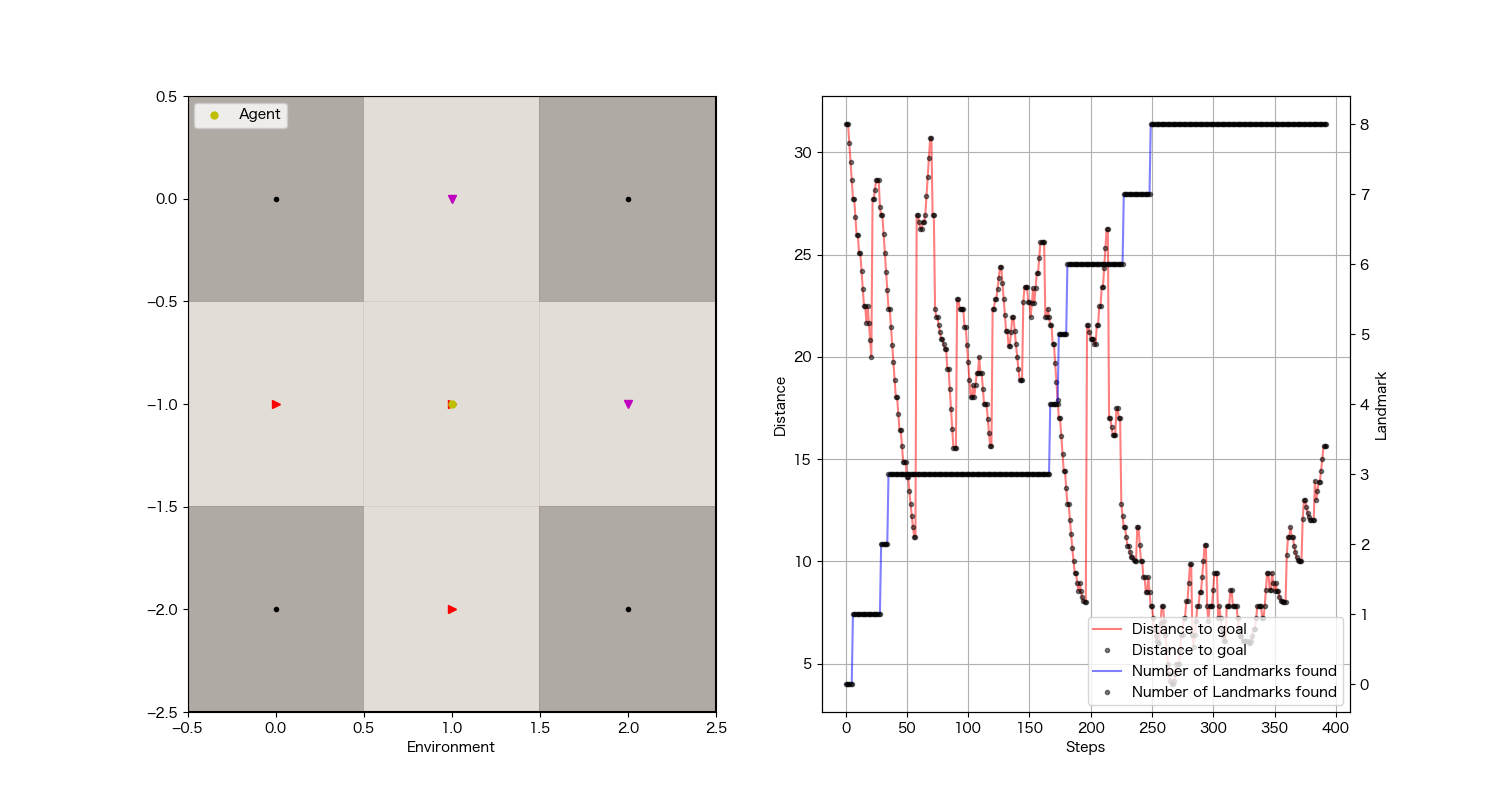 Agent
0.5
0.0
−0.5
−1.0
−1.5
−2.0
−2.5
−0.5 0.0 0.5 1.0 1.5 2.0 2.5
Environment
Distance
30
25
20
15
10
5
0 50 100 150 200 250 300 350 400
Steps
8
7
6
5
4
3
2
1
0
Landmark
Distance to goal
Distance to goal
Number of Landmarks found
Number of Landmarks found